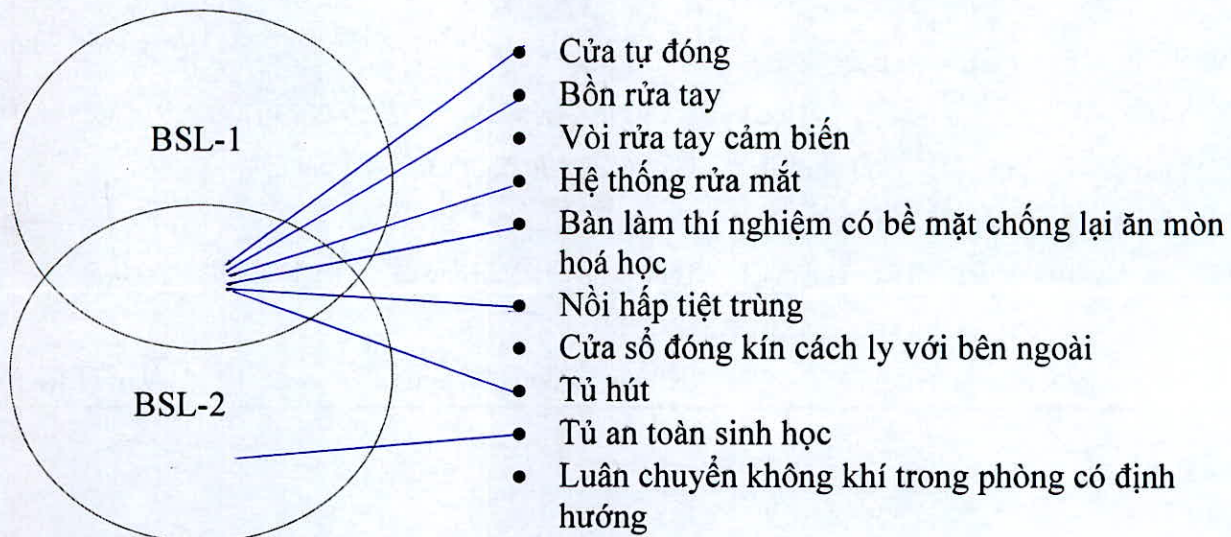 BSL-1
BSL-2
• Cửa tự đóng
• Bồn rửa tay
• Vòi rửa tay cảm biến
• Hệ thống rửa mắt
• Bàn làm thí nghiệm có bề mặt chống lại ăn mòn
hoá học
• Nồi hấp tiệt trùng
• Cửa sổ đóng kín cách ly với bên ngoài
• Tủ hút
• Tủ an toàn sinh học
• Luân chuyển không khí trong phòng có định
hướng